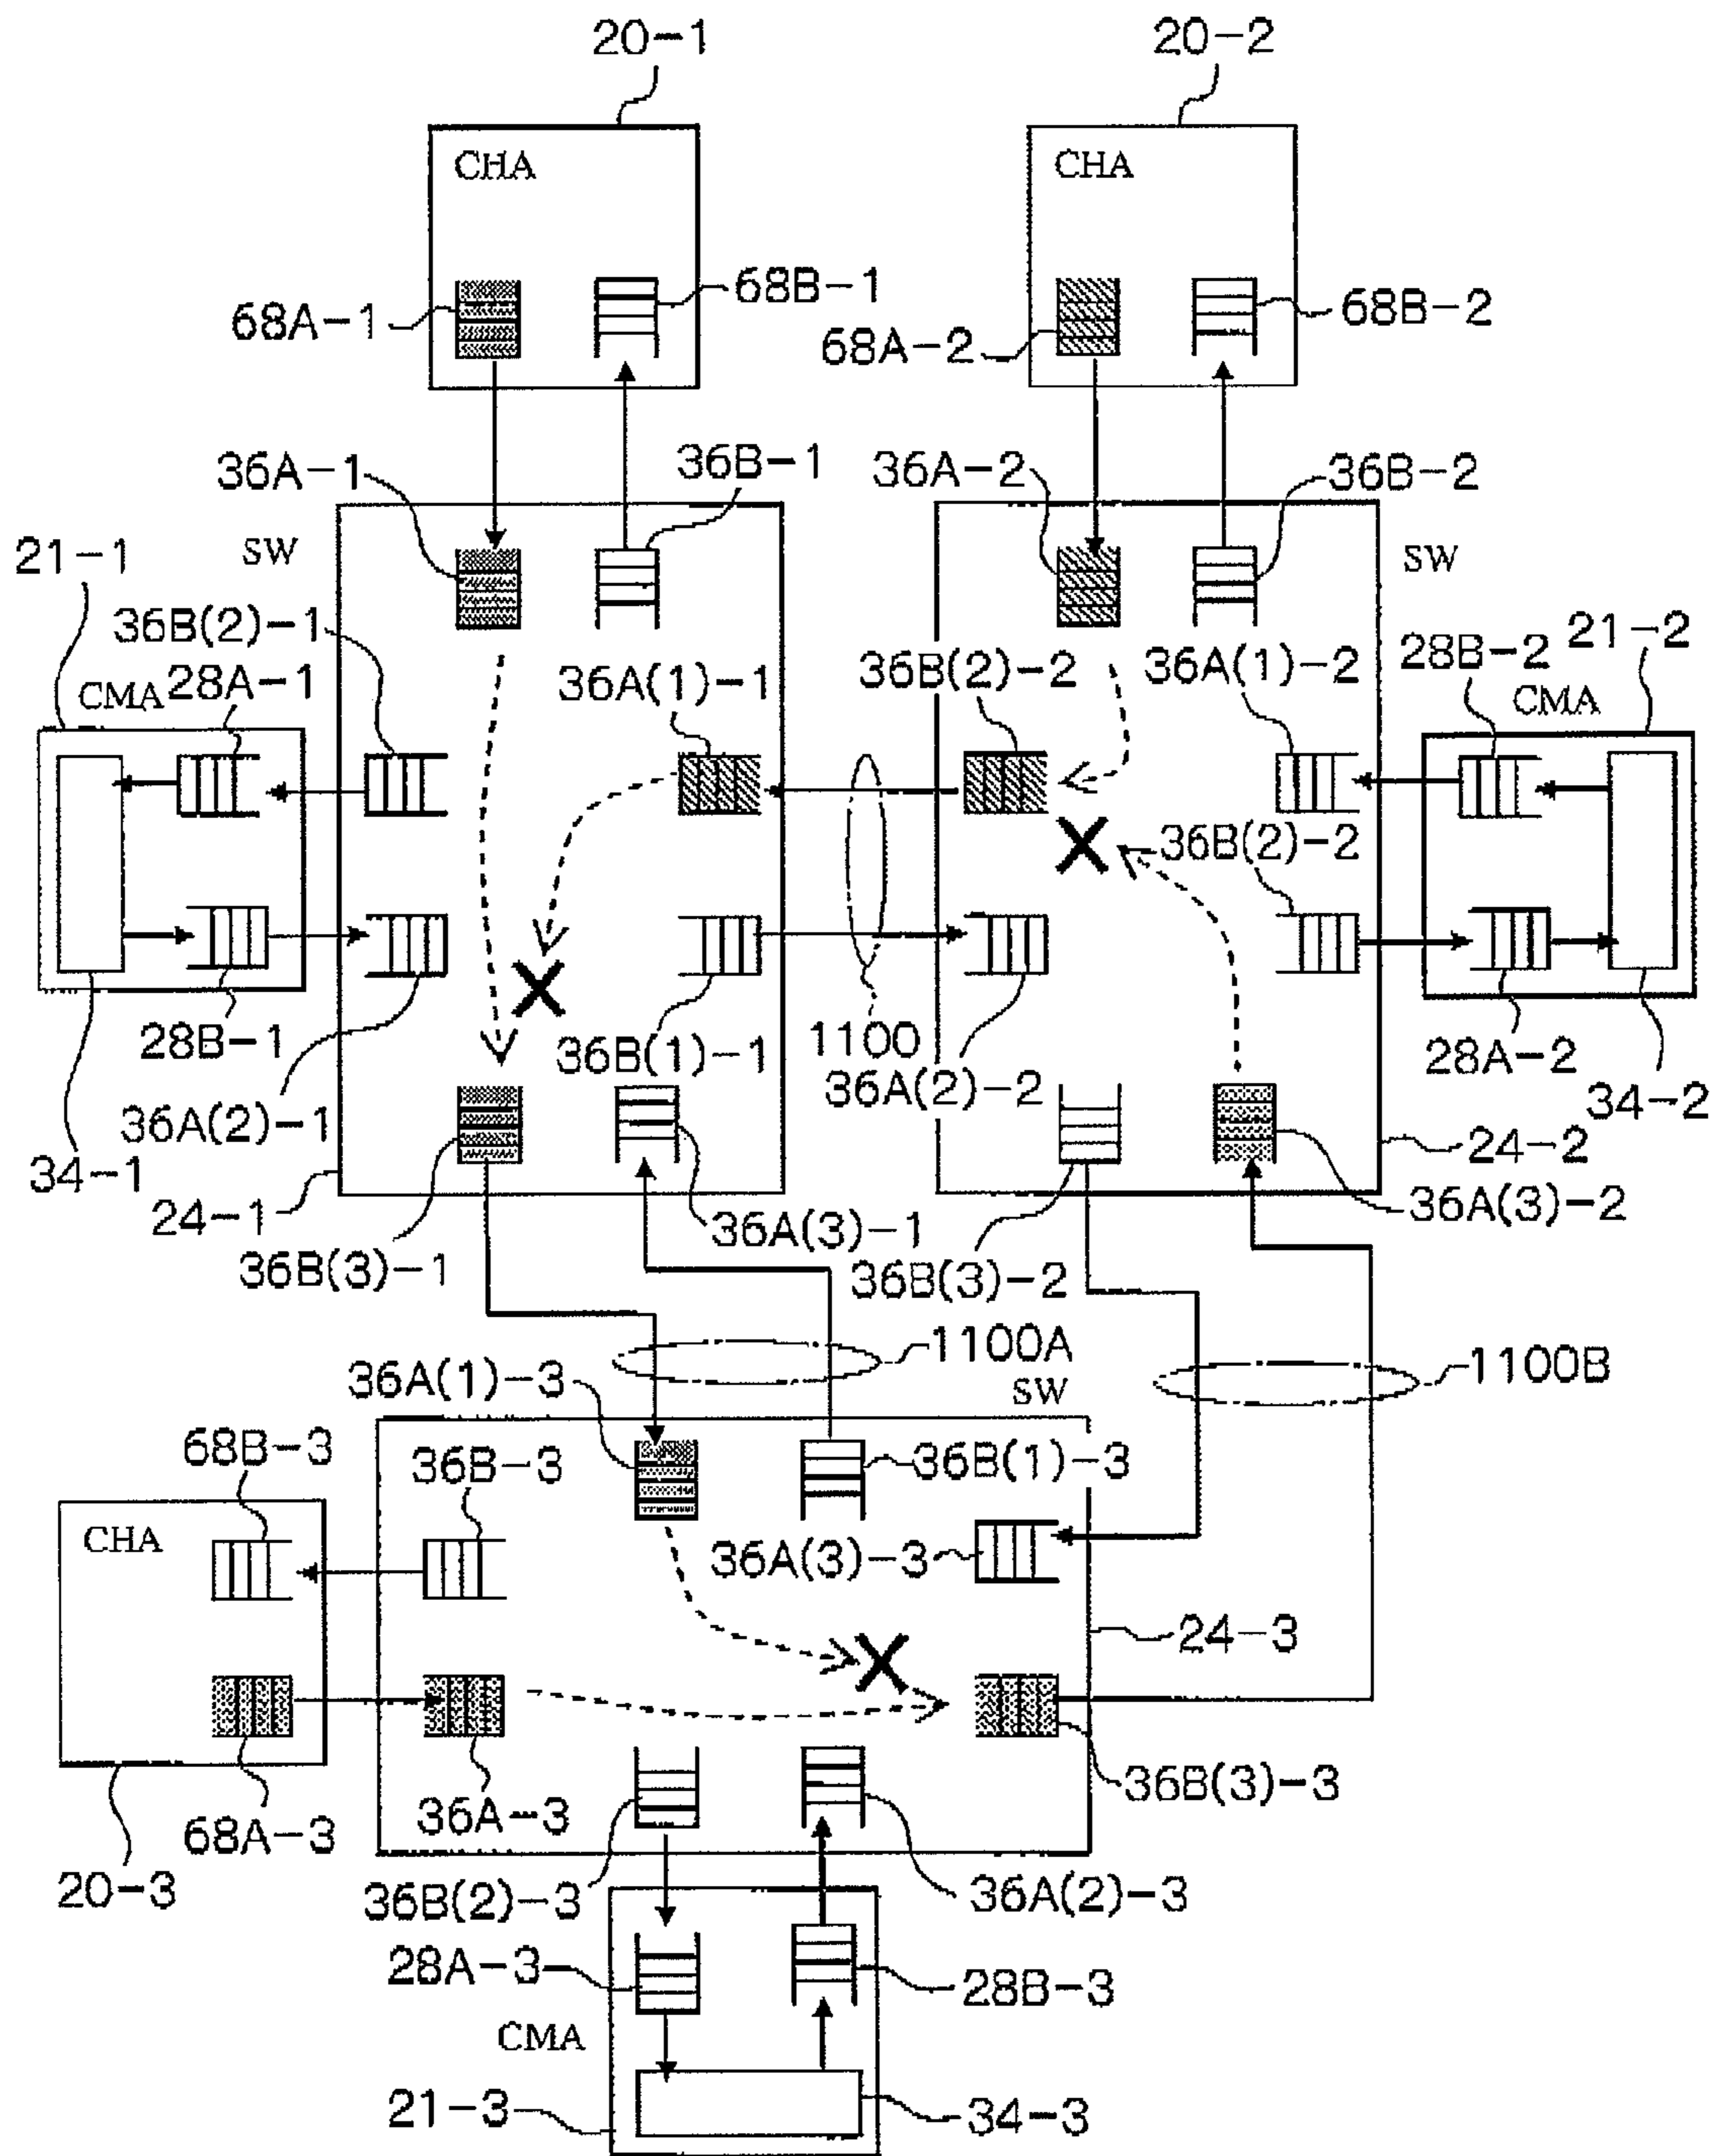 20-1
20-2
CHA
CHA
68A-1
68B-1
68A-2
68B-2
36A-1
36B-1
36A-2
36B-2
21-1
SW
SW
36B(2)-1
28A-1
CMA
36A(1)-1
36B(2)-2
36A(1)-2
28B-2
21-2
CMA
36B(2)-2
28B-1
36A(2)-1
34-1
24-1
36B(1)-1
1100
36A(2)-2
28A-2
34-2
24-2
36B(3)-1
36A(3)-1
36B(3)-2
36A(3)-2
1100A
1100B
36A(1)-3
SW
68B-3
36B-3
36B(1)-3
CHA
36A(3)-3
24-3
68A-3
36A-3
36B(3)-3
20-3
36B(2)-3
36A(2)-3
28A-3
28B-3
CMA
21-3
34-3